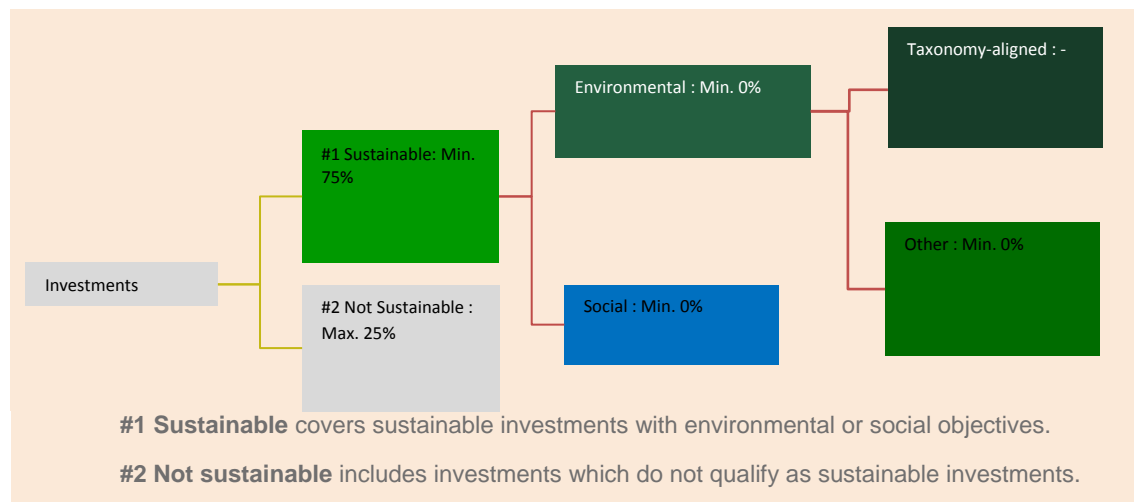 Taxonomy-aligned : -
Environmental : Min. 0%
#1 Sustainable: Min.
75%
Other : Min. 0%
Investments
#2 Not Sustainable :
Max. 25%
Social : Min. 0%
#1 Sustainable covers sustainable investments with environmental or social objectives.
#2 Not sustainable includes investments which do not qualify as sustainable investments.